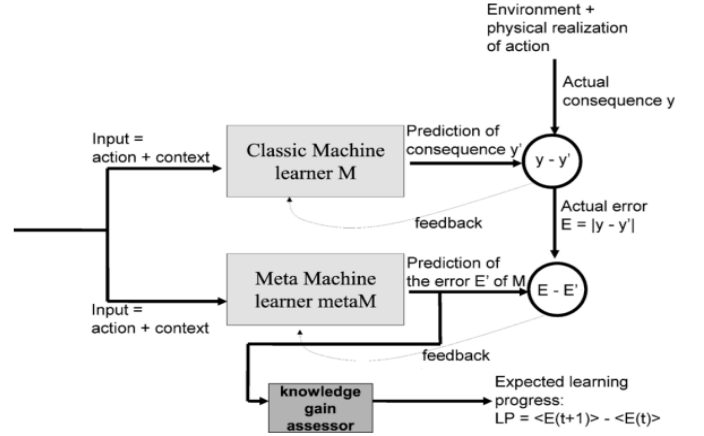 Environment +
physical realization
of action
Actual
consequence y
Input =
action + context
Classic Machine
learner M
Prediction of
consequence y'
y - y'
feedback
Actual error
E = |y - y'|
Meta Machine
learner metaM
Prediction of
the error E' of M
E - E'
Input =
action + context
feedback
knowledge
gain
assessor
Expected learning
progress:
LP = <E(t+1)> - <E(t)>